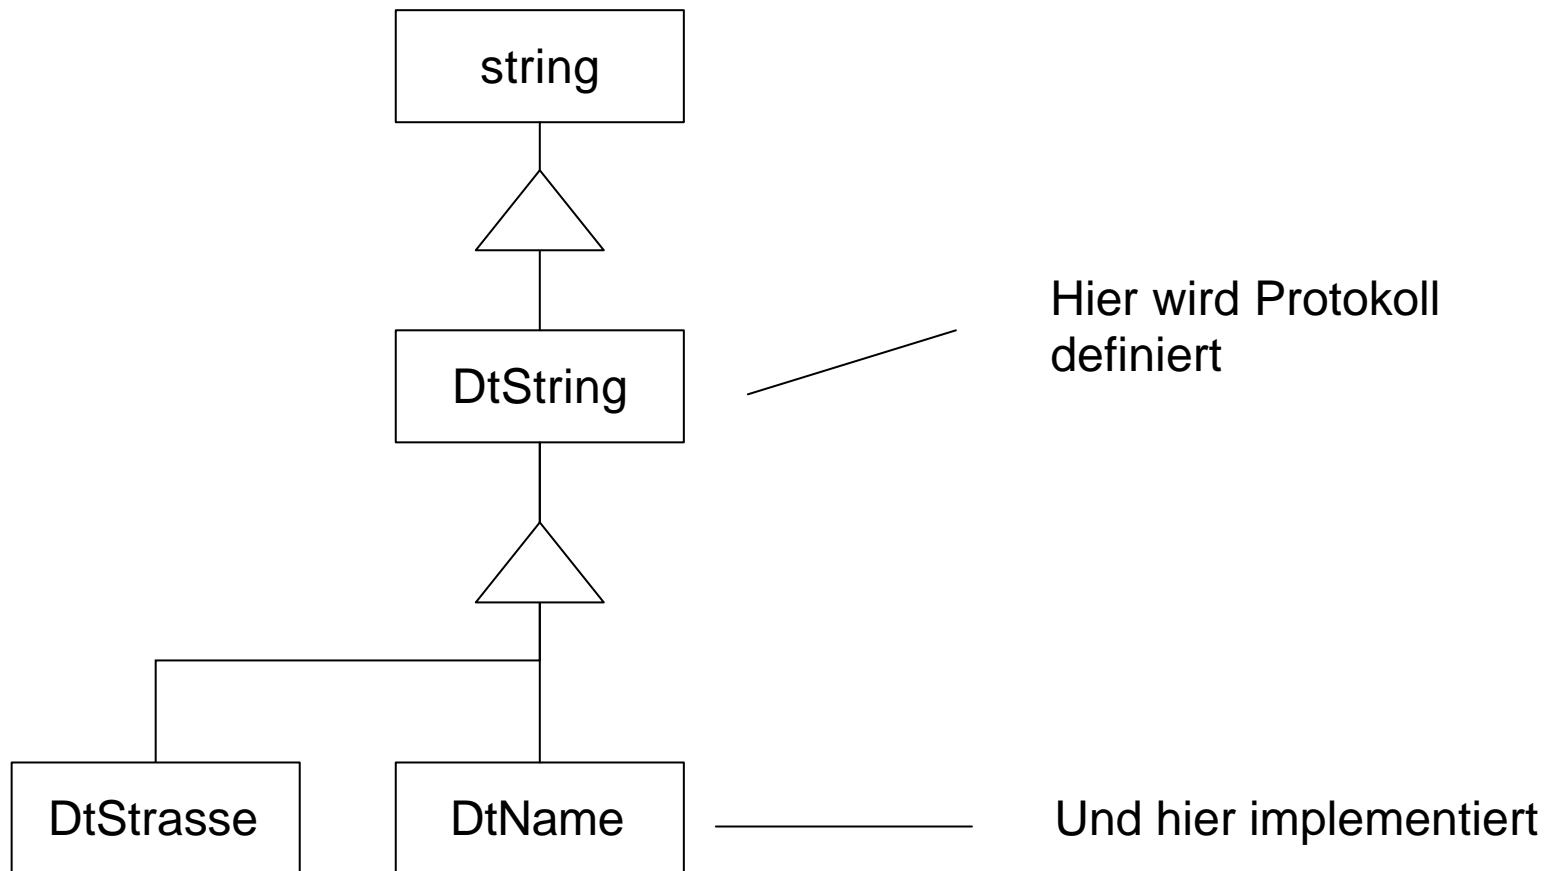 string
Hier wird Protokoll
definiert
DtString
DtStrasse
DtName
Und hier implementiert